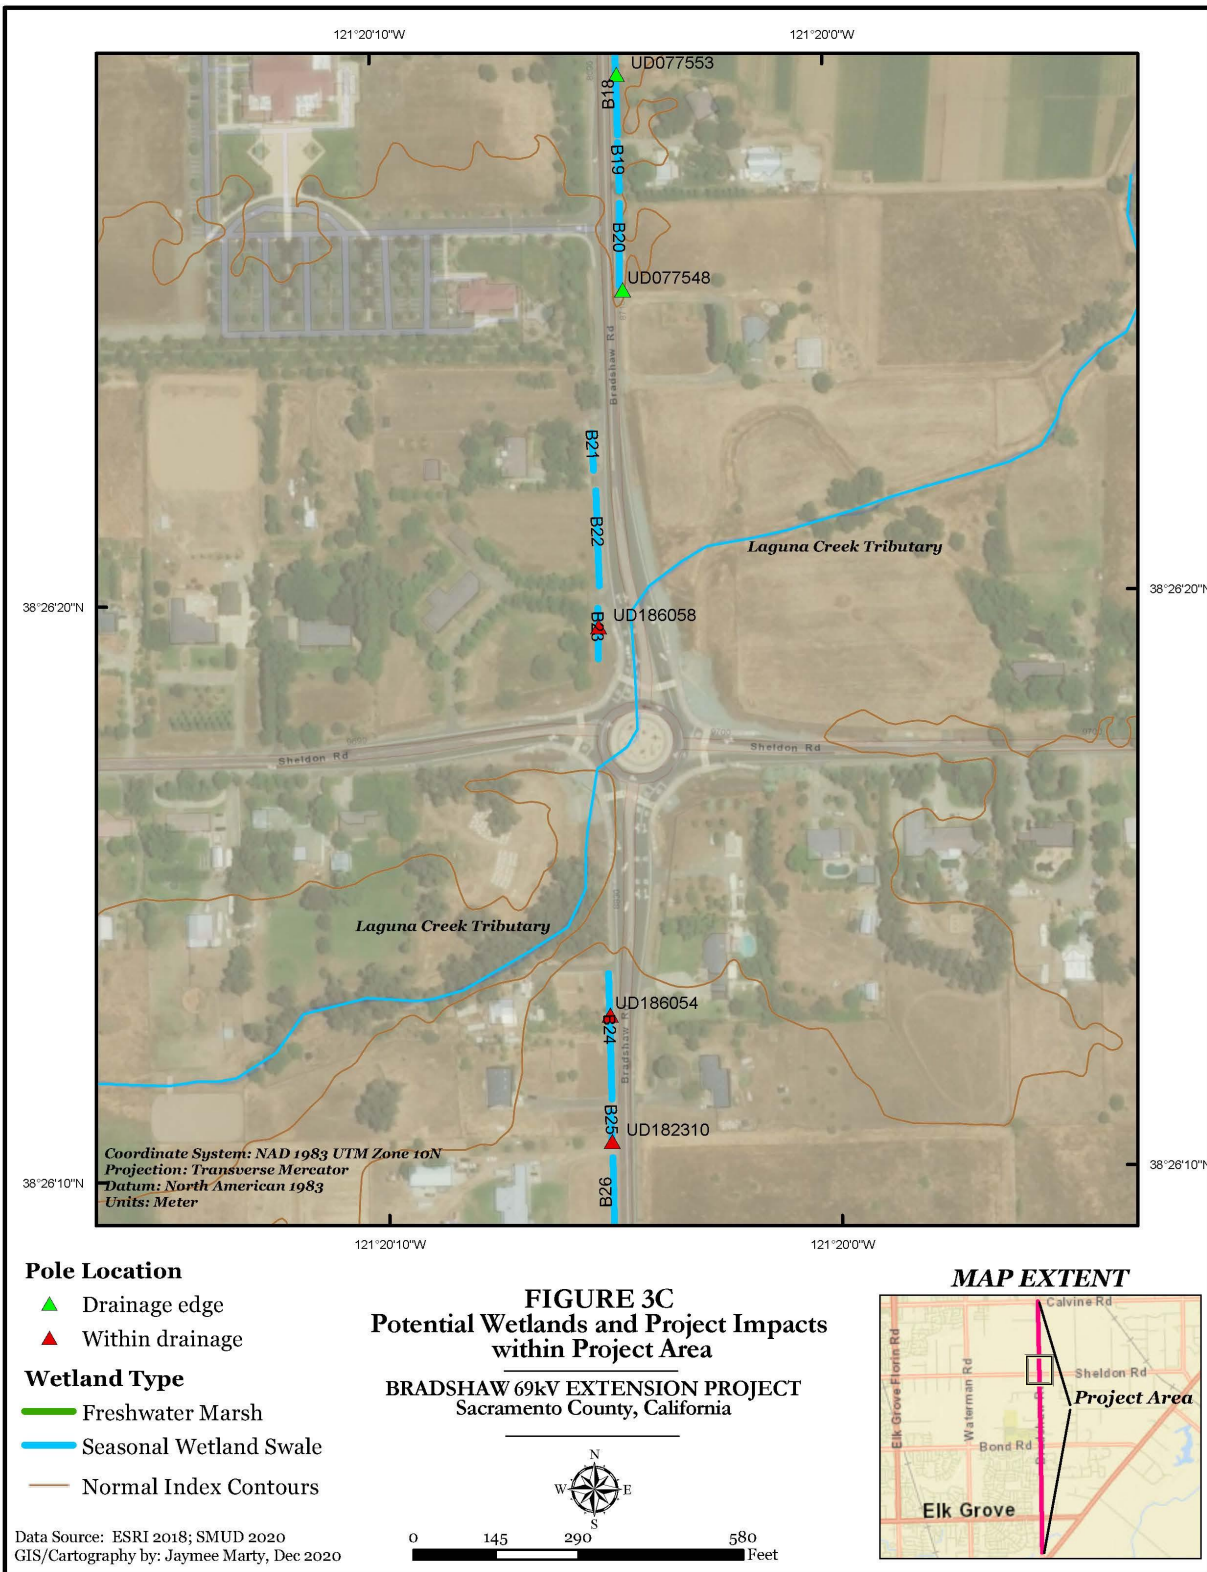 121°20'10"W
121°20'0"W
UD077553
B18
B19
B20
UD077548
Bradshaw Rd
B21
B22
Laguna Creek Tributary
38°26'20"N
38°26'20"N
B23
UD186058
Sheldon Rd
Sheldon Rd
Laguna Creek Tributary
UD186054
B24
Bradshaw Rd
B25
UD182310
B26
Coordinate System: NAD 1983 UTM Zone 10N
Projection: Transverse Mercator
Datum: North American 1983
Units: Meter
38°26'10"N
38°26'10"N
121°20'10"W
121°20'0"W
Pole Location
Drainage edge
Within drainage
Wetland Type
Freshwater Marsh
Seasonal Wetland Swale
Normal Index Contours
Data Source: ESRI 2018; SMUD 2020
GIS/Cartography by: Jaymee Marty, Dec 2020
FIGURE 3C
Potential Wetlands and Project Impacts
within Project Area
BRADSHAW 69kV EXTENSION PROJECT
Sacramento County, California
N
W
E
S
0 145 290 580
Feet
MAP EXTENT
Calvine Rd
Elk Grove Florin Rd
Waterman Rd
Sheldon Rd
Project Area
Bond Rd
Elk Grove